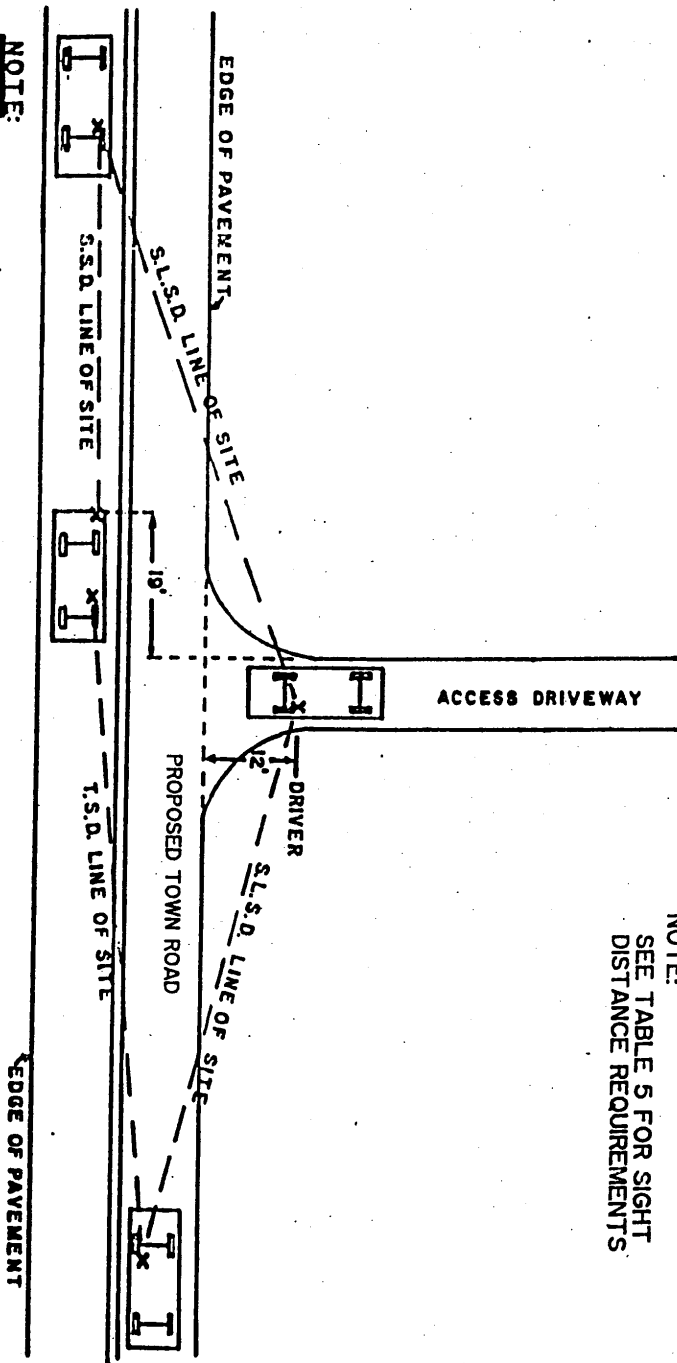 NOTE:
SEE TABLE 5 FOR SIGHT
DISTANCE REQUIREMENTS
EDGE OF PAVEMENT
S.L.S.D. LINE OF SITE
ACCESS DRIVEWAY
DRIVER
12'
19'
S.L.S.D. LINE OF SITE
PROPOSED TOWN ROAD
S.S.D. LINE OF SITE
T.S.D. LINE OF SITE
EDGE OF PAVEMENT
NOTE: